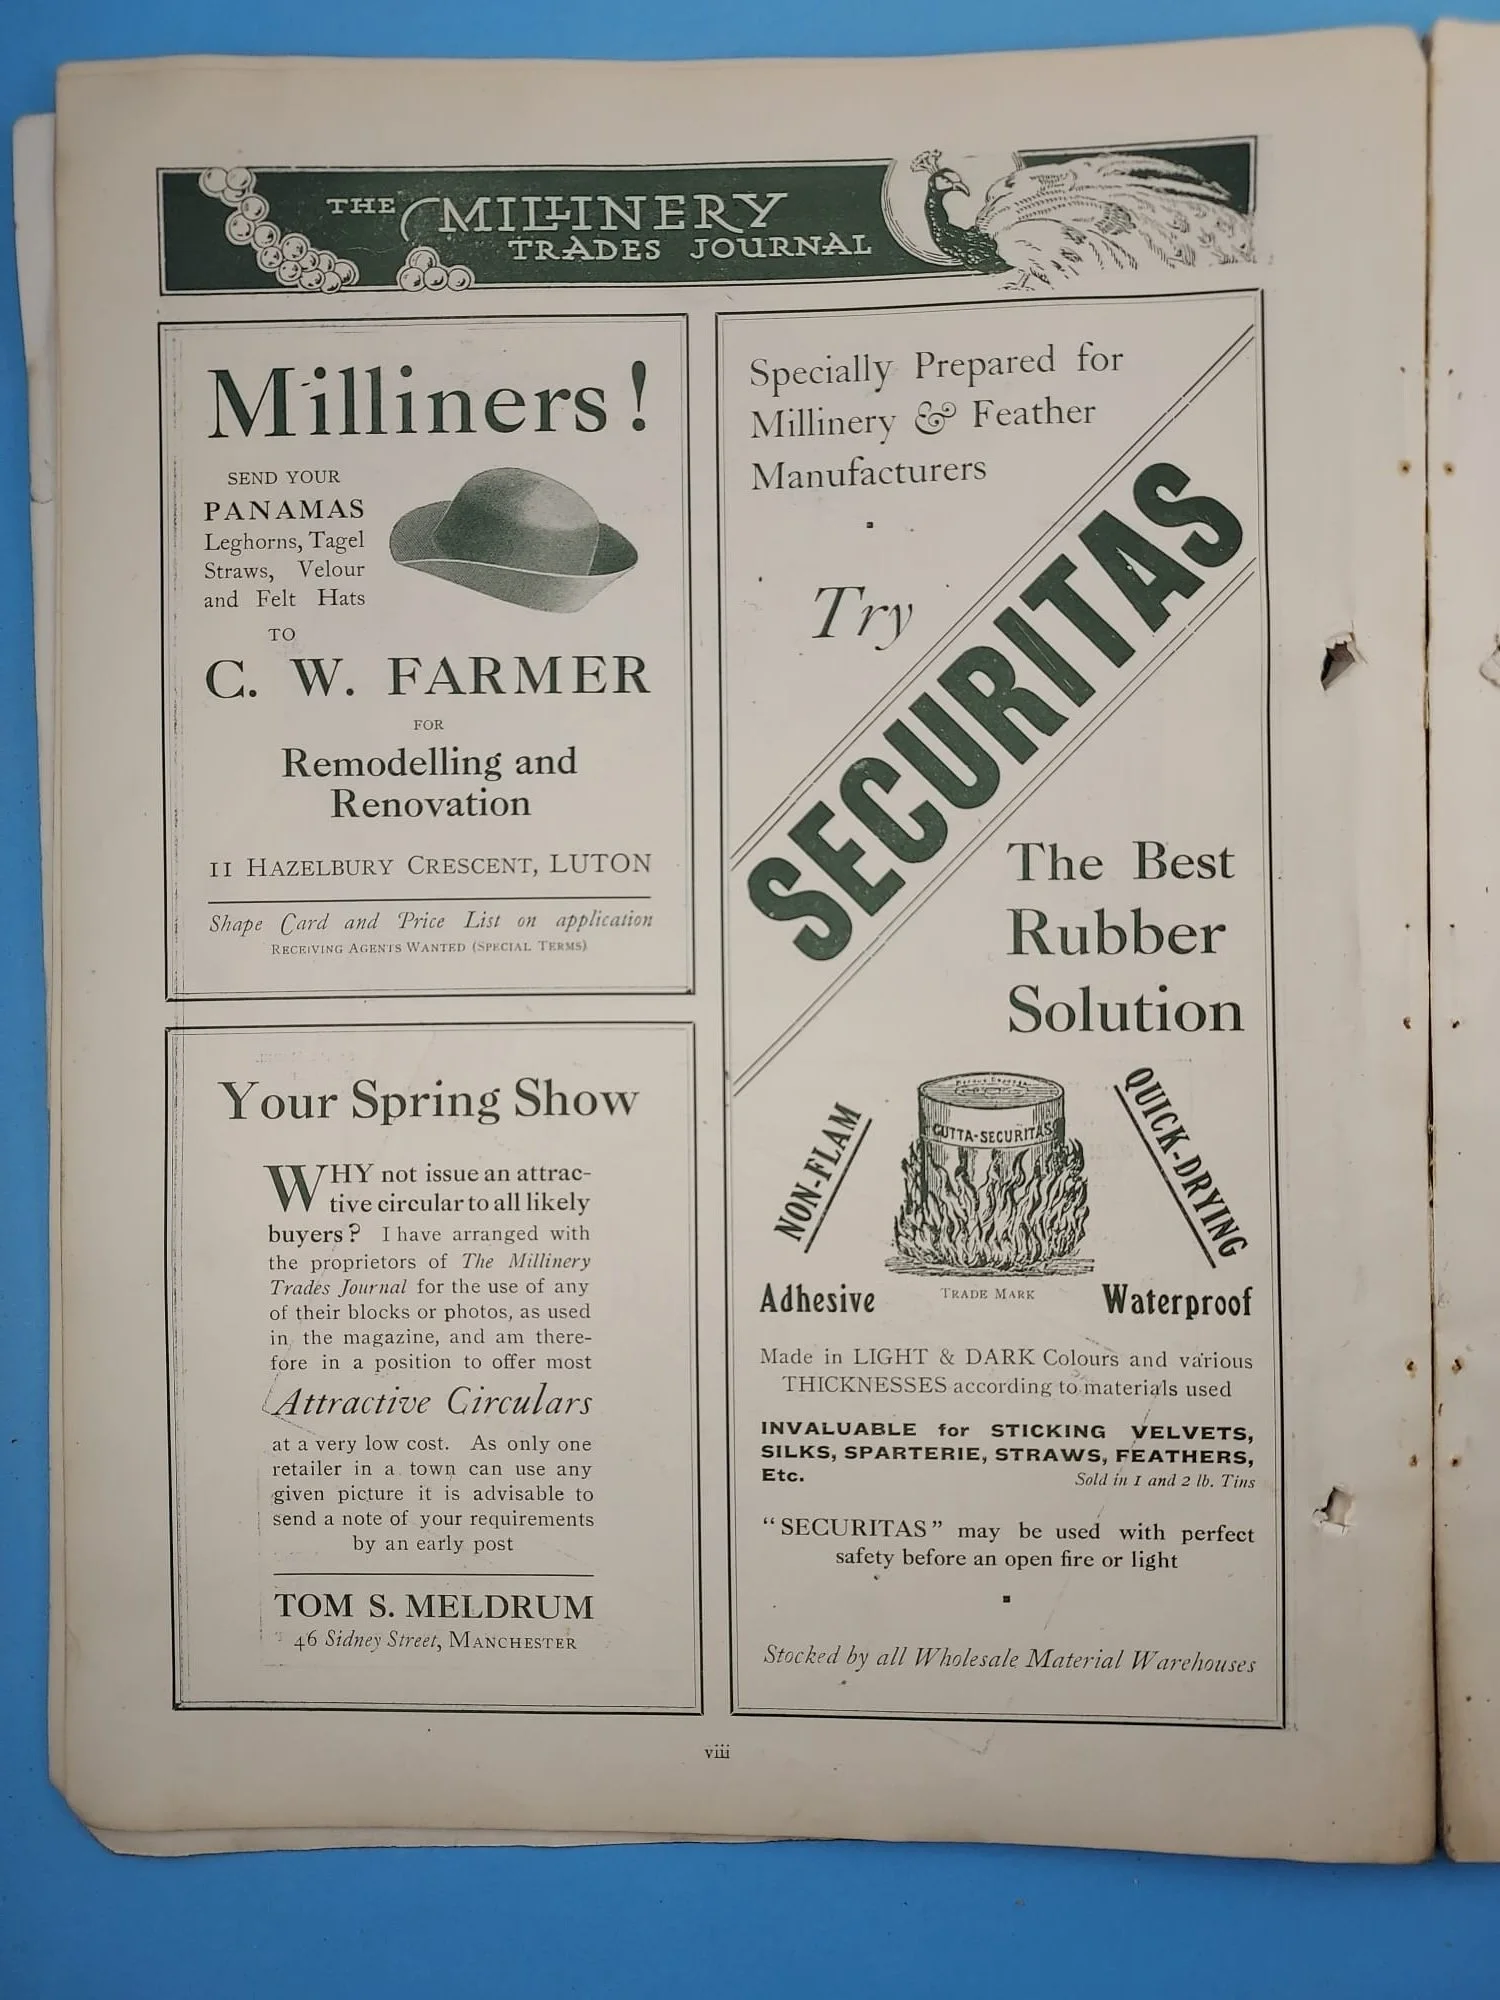 THE MILLINERY
TRADES JOURNAL
Milliners!
SEND YOUR
PANAMAS
Leghorns, Tagel
Straws, Velour
and Felt Hats
TO
C. W. FARMER
FOR
Remodelling and
Renovation
11 HAZELBURY CRESCENT, LUTON
Shape Card and Price List on application
RECEIVING AGENTS WANTED (SPECIAL TERMS)
Your Spring Show
WHY not issue an attrac-
tive circular to all likely
buyers? I have arranged with
the proprietors of The Millinery
Trades Journal for the use of any
of their blocks or photos, as used
in the magazine, and am there-
fore in a position to offer most
Attractive Circulars
at a very low cost. As only one
retailer in a town can use any
given picture it is advisable to
send a note of your requirements
by an early post
TOM S. MELDRUM
46 Sidney Street, MANCHESTER
Specially Prepared for
Millinery & Feather
Manufacturers
Try
SECURITAS
The Best
Rubber
Solution
NON-FLAM
GUTTA-SECURITAS
QUICK-DRYING
Adhesive
TRADE MARK
Waterproof
Made in LIGHT & DARK Colours and various
THICKNESSES according to materials used
INVALUABLE for STICKING VELVETS,
SILKS, SPARTERIE, STRAWS, FEATHERS,
Etc. Sold in 1 and 2 lb. Tins
"SECURITAS" may be used with perfect
safety before an open fire or light
Stocked by all Wholesale Material Warehouses
viii